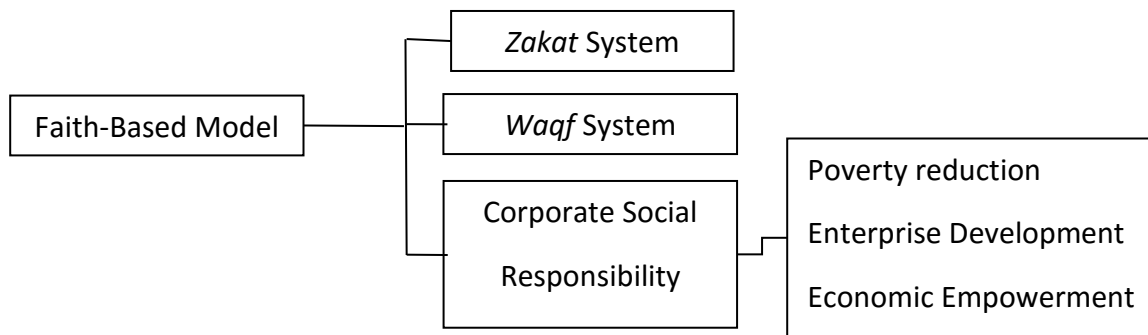 Zakat System
Faith-Based Model
Waqf System
Corporate Social
Responsibility
Poverty reduction
Enterprise Development
Economic Empowerment